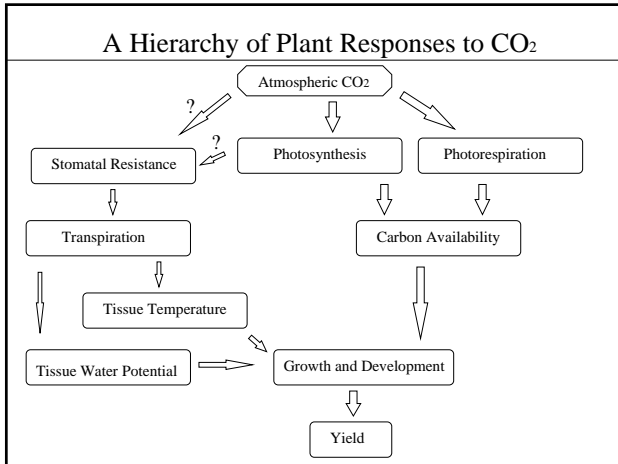 A Hierarchy of Plant Responses to CO₂
Atmospheric CO₂
?
?
Stomatal Resistance
Photosynthesis
Photorespiration
Transpiration
Carbon Availability
Tissue Temperature
Tissue Water Potential
Growth and Development
Yield